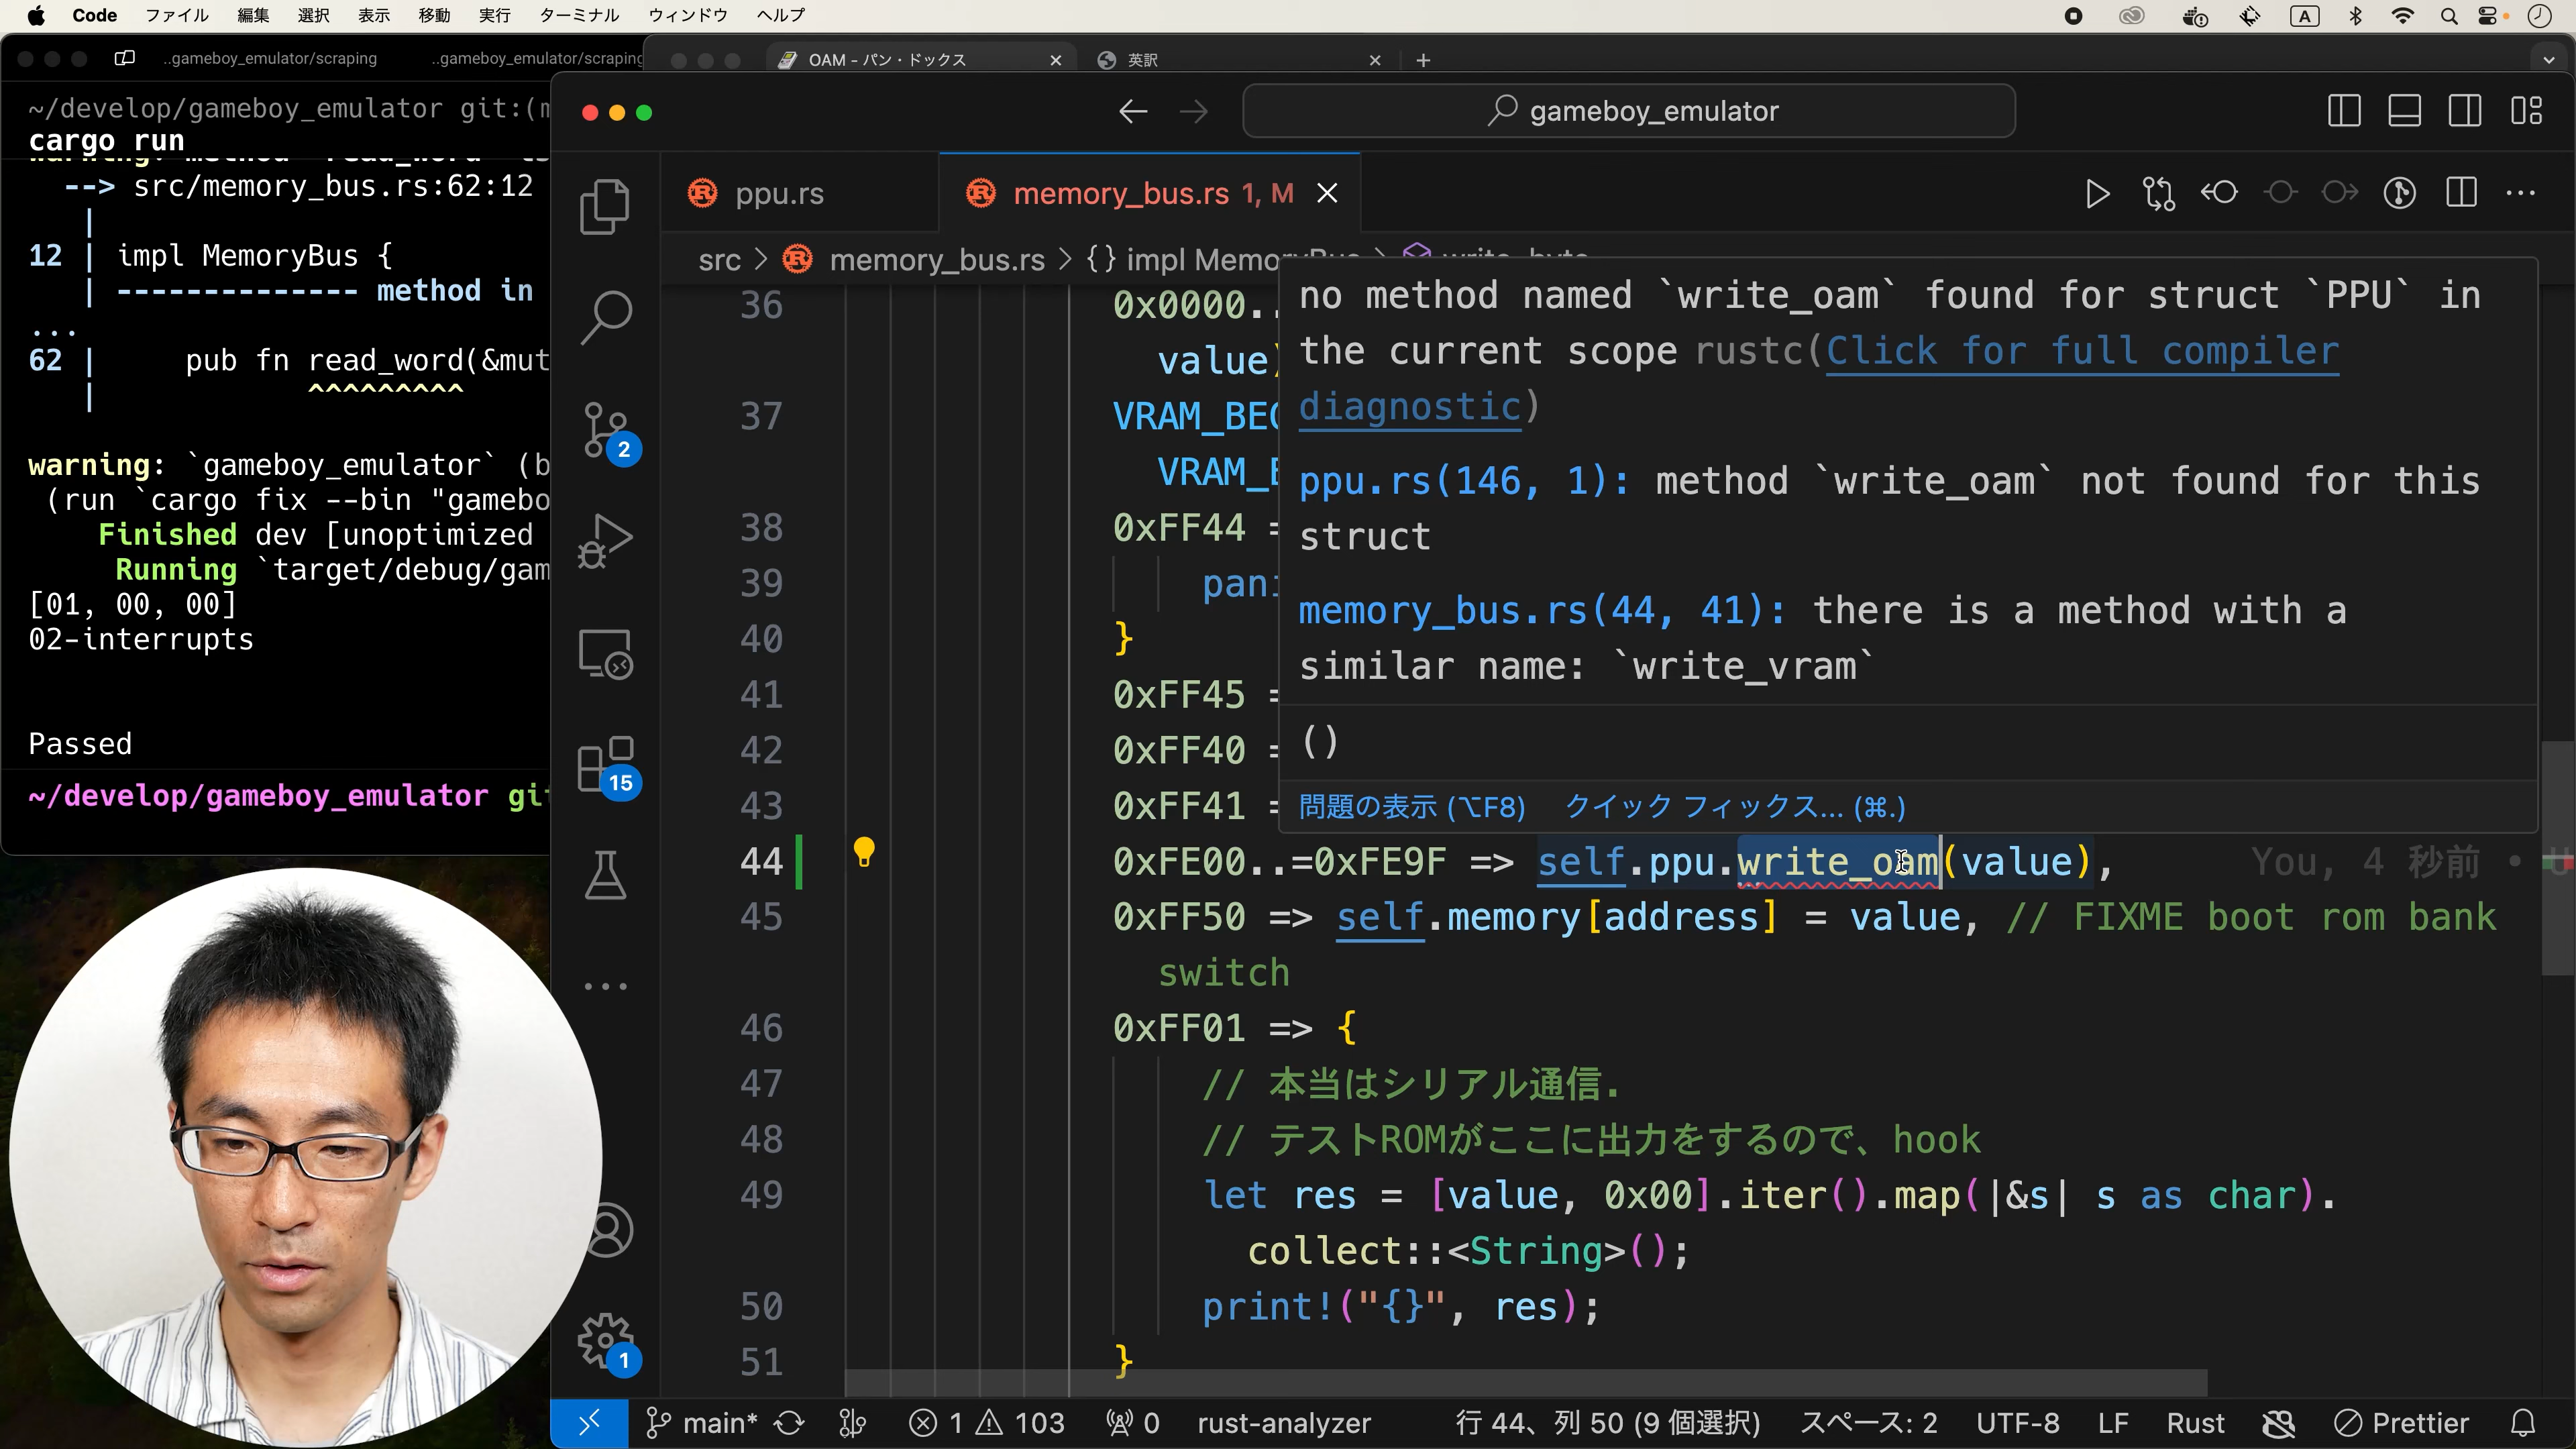 Code ファイル 編集 選択 表示 移動 実行 ターミナル ウィンドウ ヘルプ
A
..gameboy_emulator/scraping ..gameboy_emulator/scraping
OAM - パン・ドックス 英訳
~/develop/gameboy_emulator git:(m
cargo run
--> src/memory_bus.rs:62:12
|
12 | impl MemoryBus {
| -------------- method in
...
62 | pub fn read_word(&mut
| ^^^^^^^^^
warning: `gameboy_emulator` (b
(run `cargo fix --bin "gamebo
Finished dev [unoptimized
Running `target/debug/gam
[01, 00, 00]
02-interrupts
Passed
~/develop/gameboy_emulator git
gameboy_emulator
ppu.rs memory_bus.rs 1, M
src > memory_bus.rs > {} impl MemoryBus > write_byte
2
15
1
36 0x0000..
value)
37 VRAM_BEG
VRAM_B
38 0xFF44 =
39 pani
40 }
41 0xFF45 =
42 0xFF40 =
43 0xFF41 =
no method named `write_oam` found for struct `PPU` in
the current scope rustc(Click for full compiler
diagnostic)
ppu.rs(146, 1): method `write_oam` not found for this
struct
memory_bus.rs(44, 41): there is a method with a
similar name: `write_vram`
()
問題の表示 (⌥F8) クイック フィックス... (⌘.)
44 0xFE00..=0xFE9F => self.ppu.write_oam(value), You, 4 秒前 • U
45 0xFF50 => self.memory[address] = value, // FIXME boot rom bank
switch
46 0xFF01 => {
47 // 本当はシリアル通信.
48 // テストROMがここに出力をするので、hook
49 let res = [value, 0x00].iter().map(|&s| s as char).
collect::<String>();
50 print!("{}", res);
51 }
main* 1 103 0 rust-analyzer 行 44、列 50 (9 個選択) スペース: 2 UTF-8 LF Rust Prettier